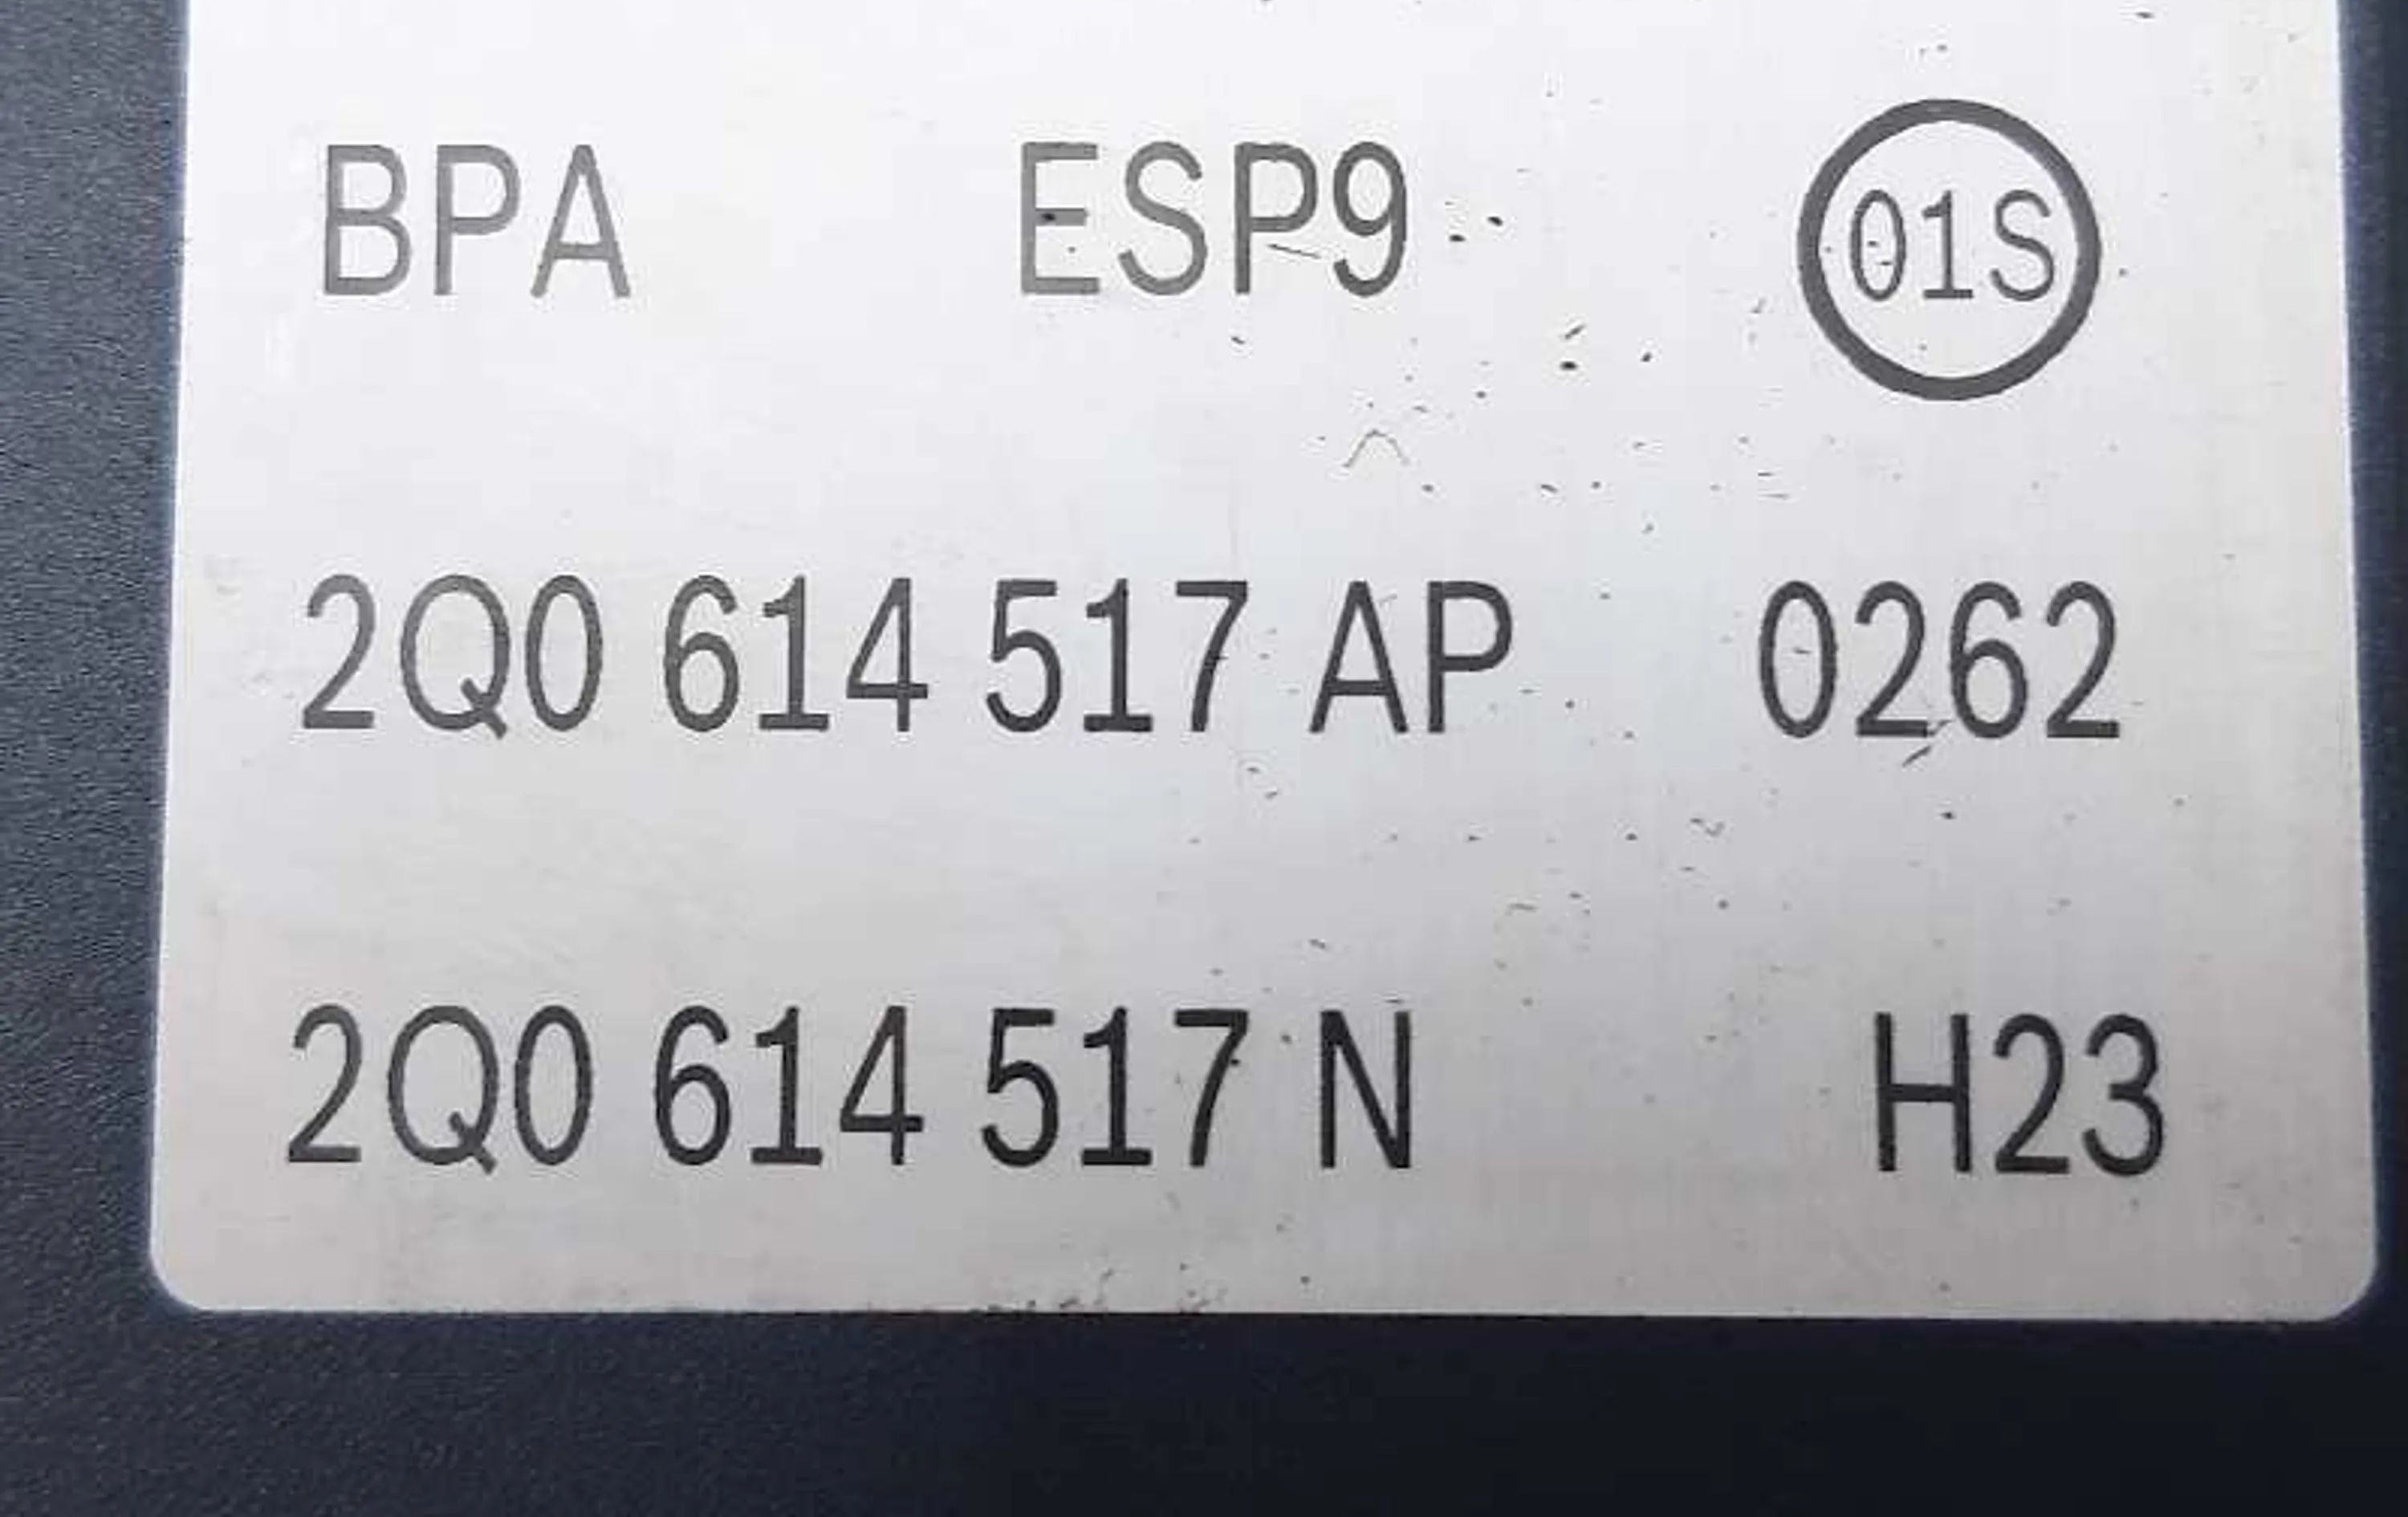 BPA ESP9 01S
2Q0 614 517 AP 0262
2Q0 614 517 N H23